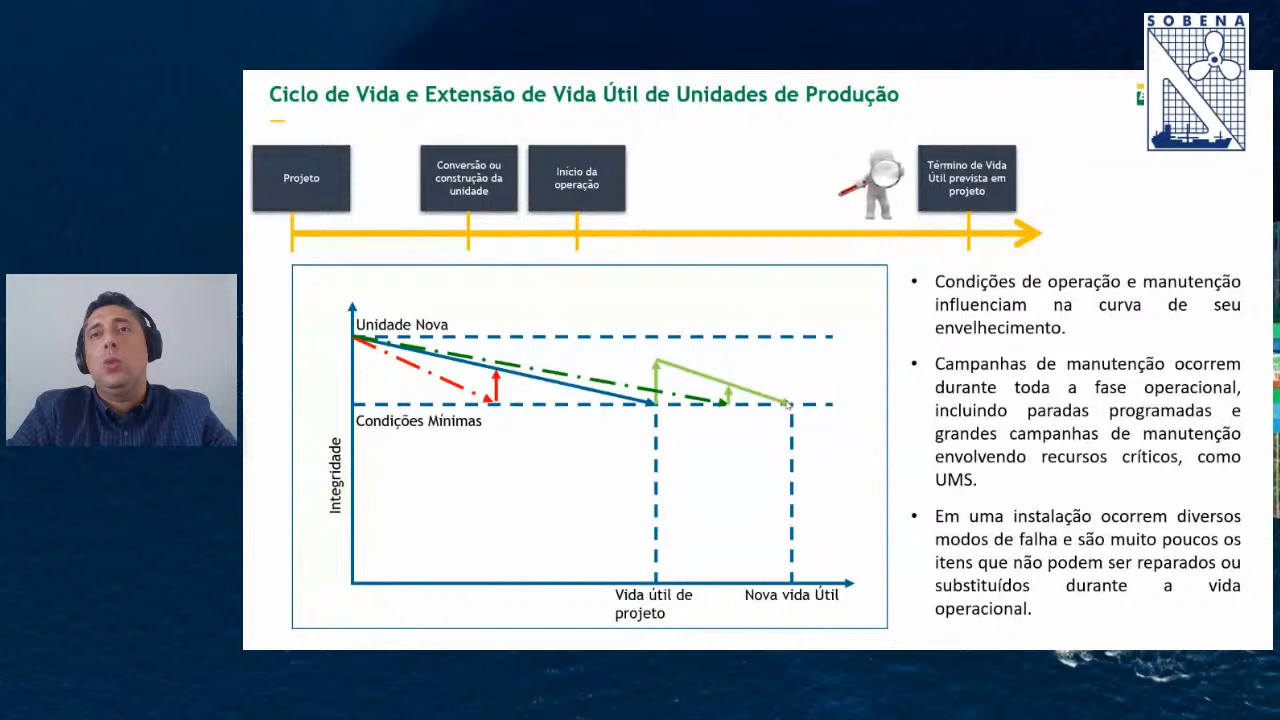 SOBENA
Ciclo de Vida e Extensão de Vida Útil de Unidades de Produção
Projeto
Conversão ou
construção da
unidade
Início da
operação
Término de Vida
Útil prevista em
projeto
Unidade Nova
Condições Mínimas
Integridade
Vida útil de
projeto
Nova vida Útil
• Condições de operação e manutenção
influenciam na curva de seu
envelhecimento.
• Campanhas de manutenção ocorrem
durante toda a fase operacional,
incluindo paradas programadas e
grandes campanhas de manutenção
envolvendo recursos críticos, como
UMS.
• Em uma instalação ocorrem diversos
modos de falha e são muito poucos os
itens que não podem ser reparados ou
substituídos durante a vida
operacional.